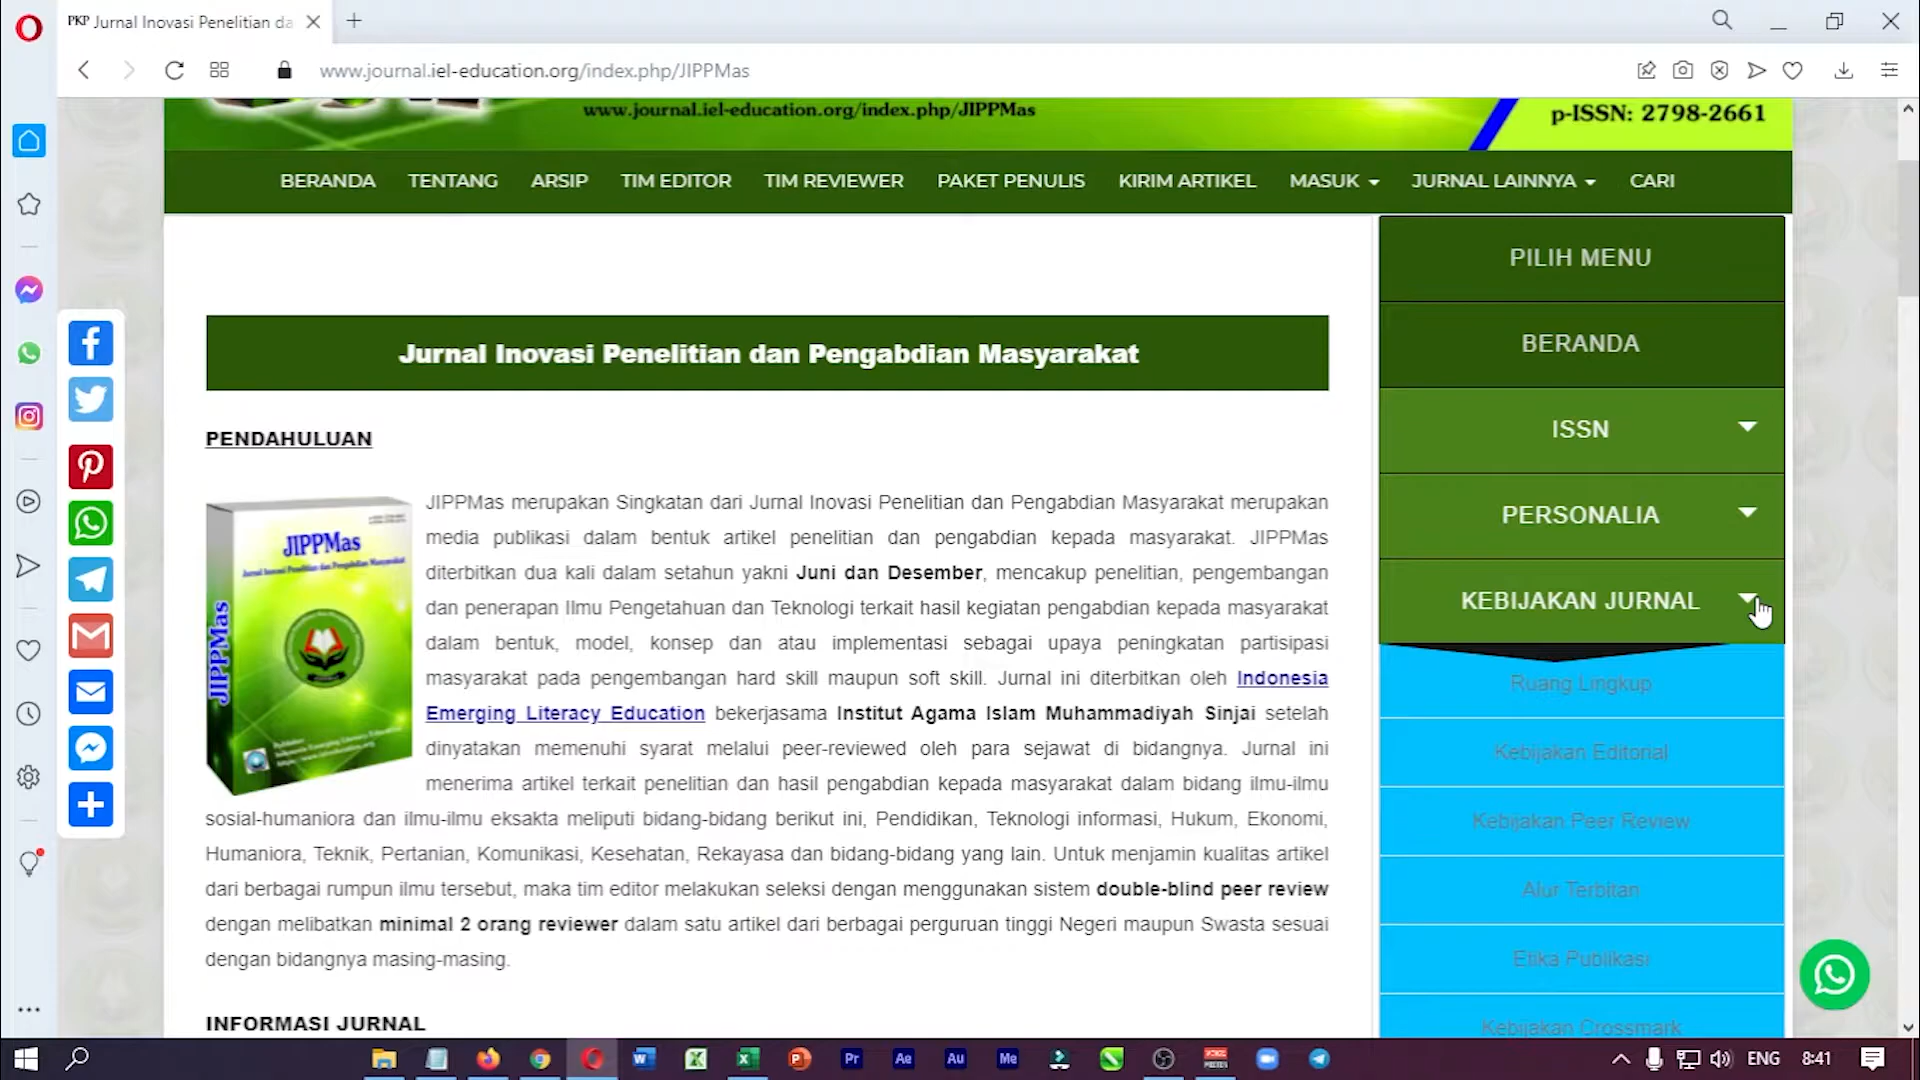 PKP Jurnal Inovasi Penelitian da
www.journal.iel-education.org/index.php/JIPPMas
www.journal.iel-education.org/index.php/JIPPMas
p-ISSN: 2798-2661
BERANDA TENTANG ARSIP TIM EDITOR TIM REVIEWER PAKET PENULIS KIRIM ARTIKEL MASUK JURNAL LAINNYA CARI
Jurnal Inovasi Penelitian dan Pengabdian Masyarakat
PENDAHULUAN
JIPPMas
Jurnal Inovasi Penelitian dan Pengabdian Masyarakat
JIPPMas
JIPPMas merupakan Singkatan dari Jurnal Inovasi Penelitian dan Pengabdian Masyarakat merupakan
media publikasi dalam bentuk artikel penelitian dan pengabdian kepada masyarakat. JIPPMas
diterbitkan dua kali dalam setahun yakni Juni dan Desember, mencakup penelitian, pengembangan
dan penerapan Ilmu Pengetahuan dan Teknologi terkait hasil kegiatan pengabdian kepada masyarakat
dalam bentuk, model, konsep dan atau implementasi sebagai upaya peningkatan partisipasi
masyarakat pada pengembangan hard skill maupun soft skill. Jurnal ini diterbitkan oleh Indonesia
Emerging Literacy Education bekerjasama Institut Agama Islam Muhammadiyah Sinjai setelah
dinyatakan memenuhi syarat melalui peer-reviewed oleh para sejawat di bidangnya. Jurnal ini
menerima artikel terkait penelitian dan hasil pengabdian kepada masyarakat dalam bidang ilmu-ilmu
sosial-humaniora dan ilmu-ilmu eksakta meliputi bidang-bidang berikut ini, Pendidikan, Teknologi informasi, Hukum, Ekonomi,
Humaniora, Teknik, Pertanian, Komunikasi, Kesehatan, Rekayasa dan bidang-bidang yang lain. Untuk menjamin kualitas artikel
dari berbagai rumpun ilmu tersebut, maka tim editor melakukan seleksi dengan menggunakan sistem double-blind peer review
dengan melibatkan minimal 2 orang reviewer dalam satu artikel dari berbagai perguruan tinggi Negeri maupun Swasta sesuai
dengan bidangnya masing-masing.
INFORMASI JURNAL
PILIH MENU
BERANDA
ISSN
PERSONALIA
KEBIJAKAN JURNAL
Ruang Lingkup
Kebijakan Editorial
Kebijakan Peer Review
Alur Terbitan
Etika Publikasi
Kebijakan Crossmark
Pr Ae Au Me
ENG 8:41